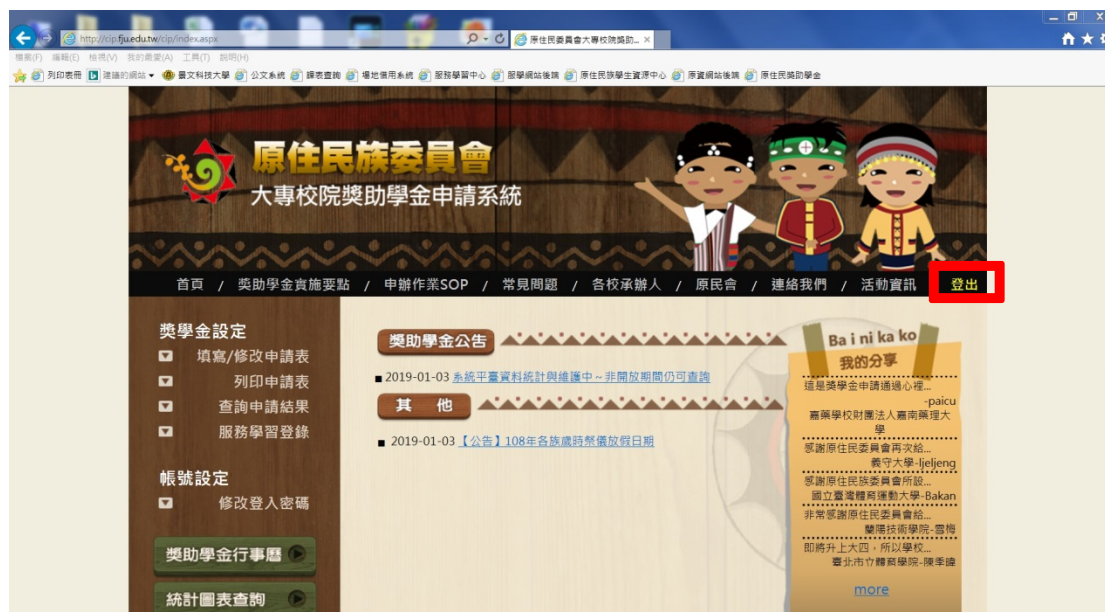 http://cip.fju.edu.tw/cip/index.aspx
原住民委員會大專校院獎助... ×
檔案(F) 編輯(E) 檢視(V) 我的最愛(A) 工具(T) 說明(H)
列印表冊 建議的網站 景文科技大學 公文系統 課表查詢 場地借用系統 服務學習中心 服學網站後端 原住民族學生資源中心 原資網站後端 原住民獎助學金
原住民族委員會
大專校院獎助學金申請系統
首頁 / 獎助學金實施要點 / 申辦作業SOP / 常見問題 / 各校承辦人 / 原民會 / 連絡我們 / 活動資訊 登出
獎學金設定
填寫/修改申請表
列印申請表
查詢申請結果
服務學習登錄
帳號設定
修改登入密碼
獎助學金行事曆
統計圖表查詢
獎助學金公告
2019-01-03 系統平臺資料統計與維護中~非開放期間仍可查詢
其 他
2019-01-03 【公告】108年各族歲時祭儀放假日期
Ba i ni ka ko
我的分享
這是獎學金申請通過心裡...
-paicu
嘉藥學校財團法人嘉南藥理大
學
感謝原住民委員會再次給...
義守大學-ljeljeng
感謝原住民族委員會所設...
國立臺灣體育運動大學-Bakan
非常感謝原住民委員會給...
蘭陽技術學院-雪梅
即將升上大四，所以學校...
臺北市立體育學院-陳季暐
more